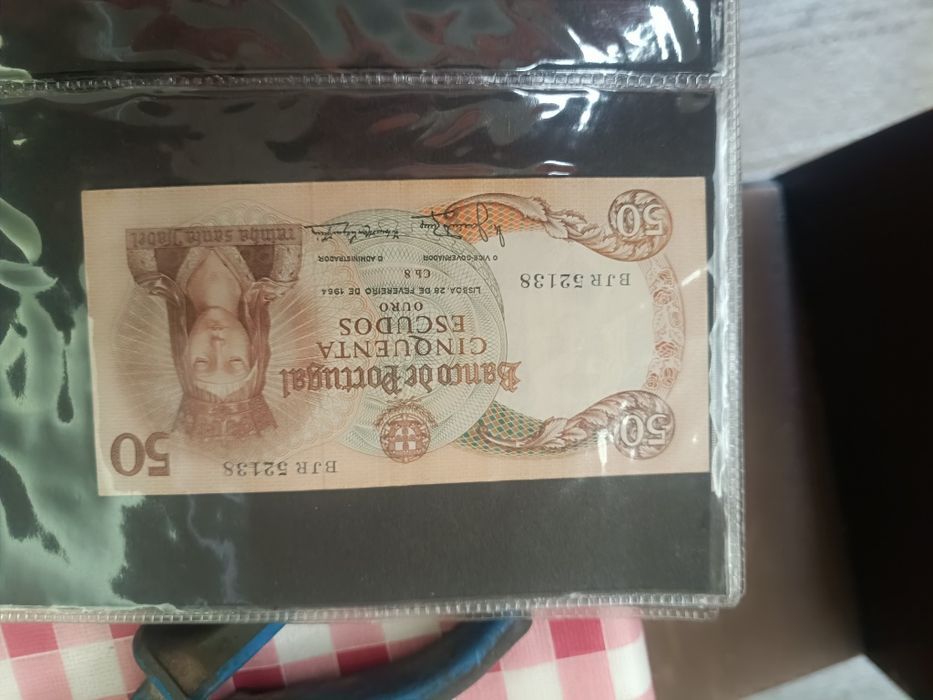 BJR 52138
50
50
Banco de Portugal
CINQUENTA
ESCUDOS
OURO
LISBOA 28 DE FEVEREIRO DE 1964
Ch 8
O VICE-GOVERNADOR
O ADMINISTRADOR
BJR 52138
rainha santa Isabel
50